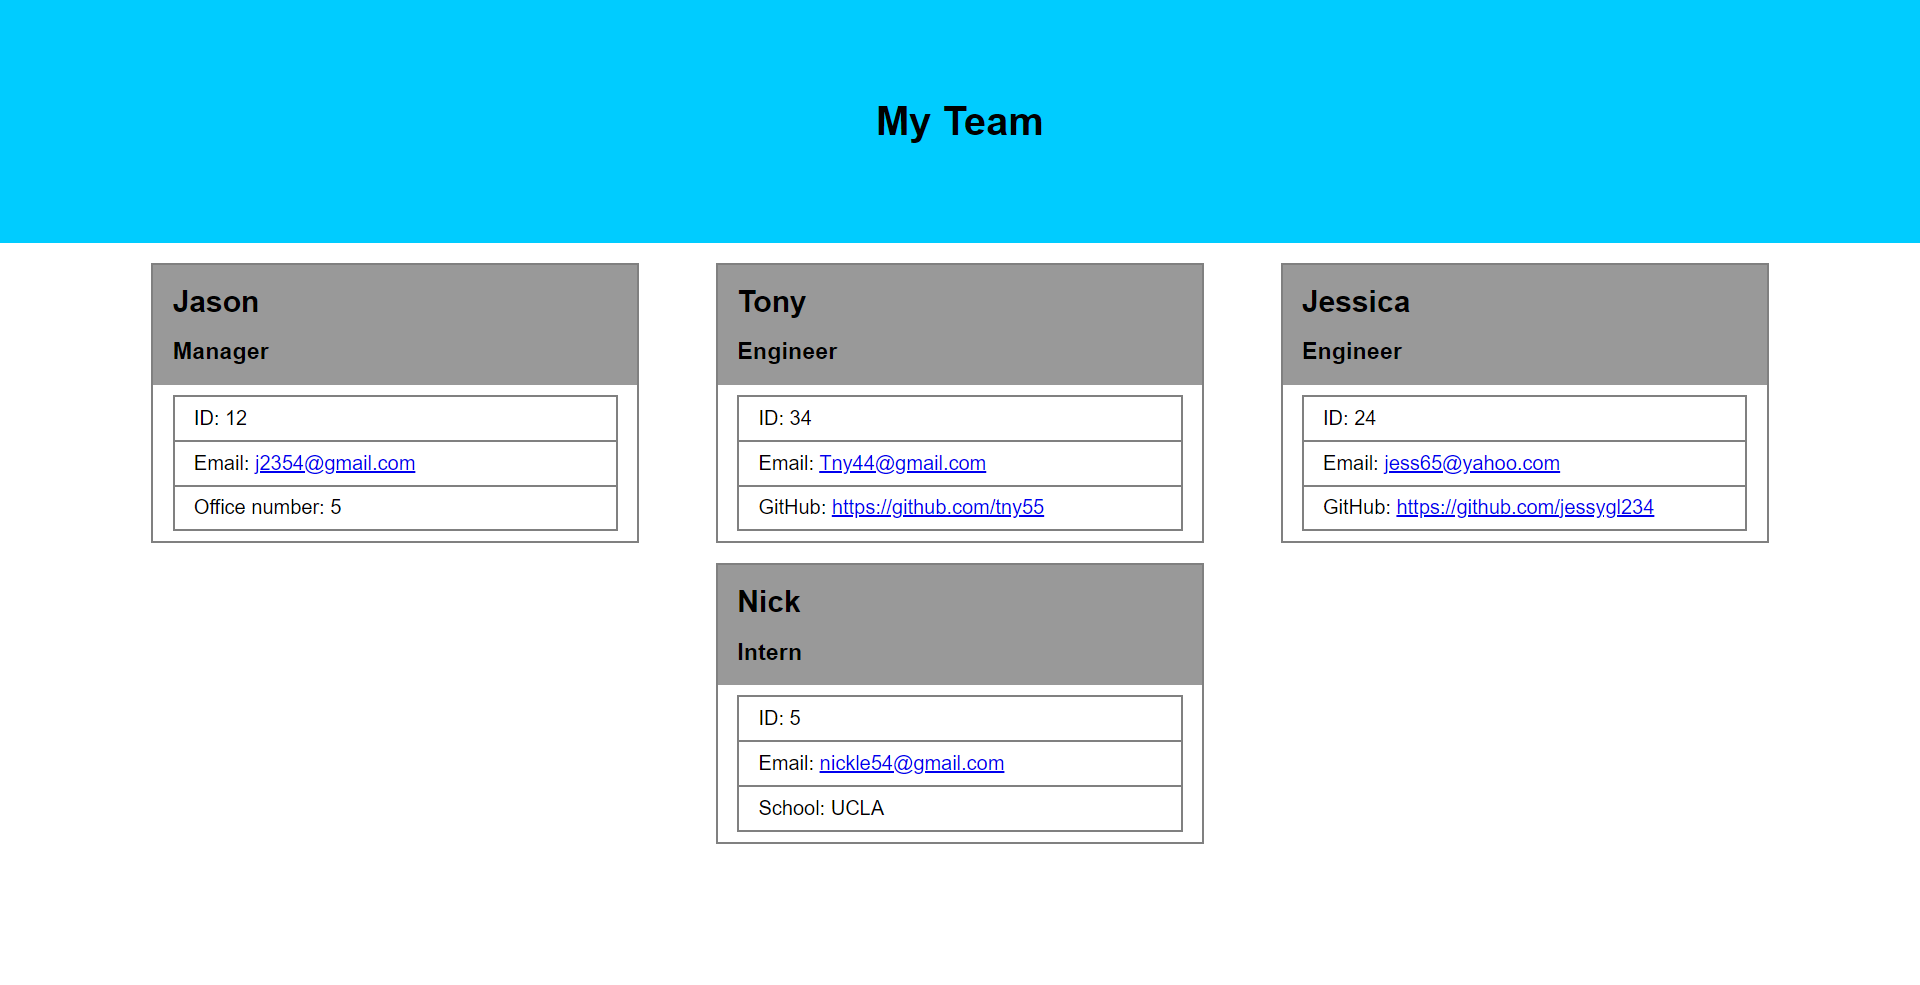 My Team
Jason
Manager
ID: 12
Email: j2354@gmail.com
Office number: 5
Tony
Engineer
ID: 34
Email: Tny44@gmail.com
GitHub: https://github.com/tny55
Jessica
Engineer
ID: 24
Email: jess65@yahoo.com
GitHub: https://github.com/jessygl234
Nick
Intern
ID: 5
Email: nickle54@gmail.com
School: UCLA